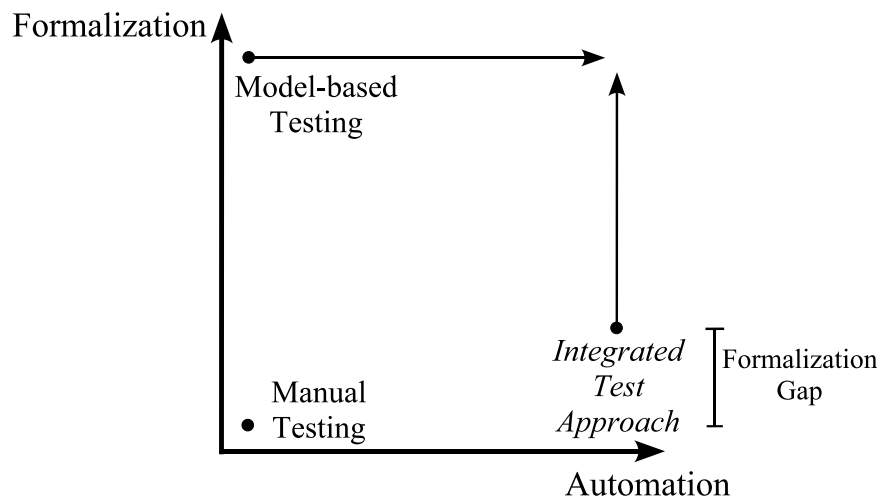 Formalization
Model-based
Testing
Integrated
Test
Approach
Formalization
Gap
Manual
Testing
Automation